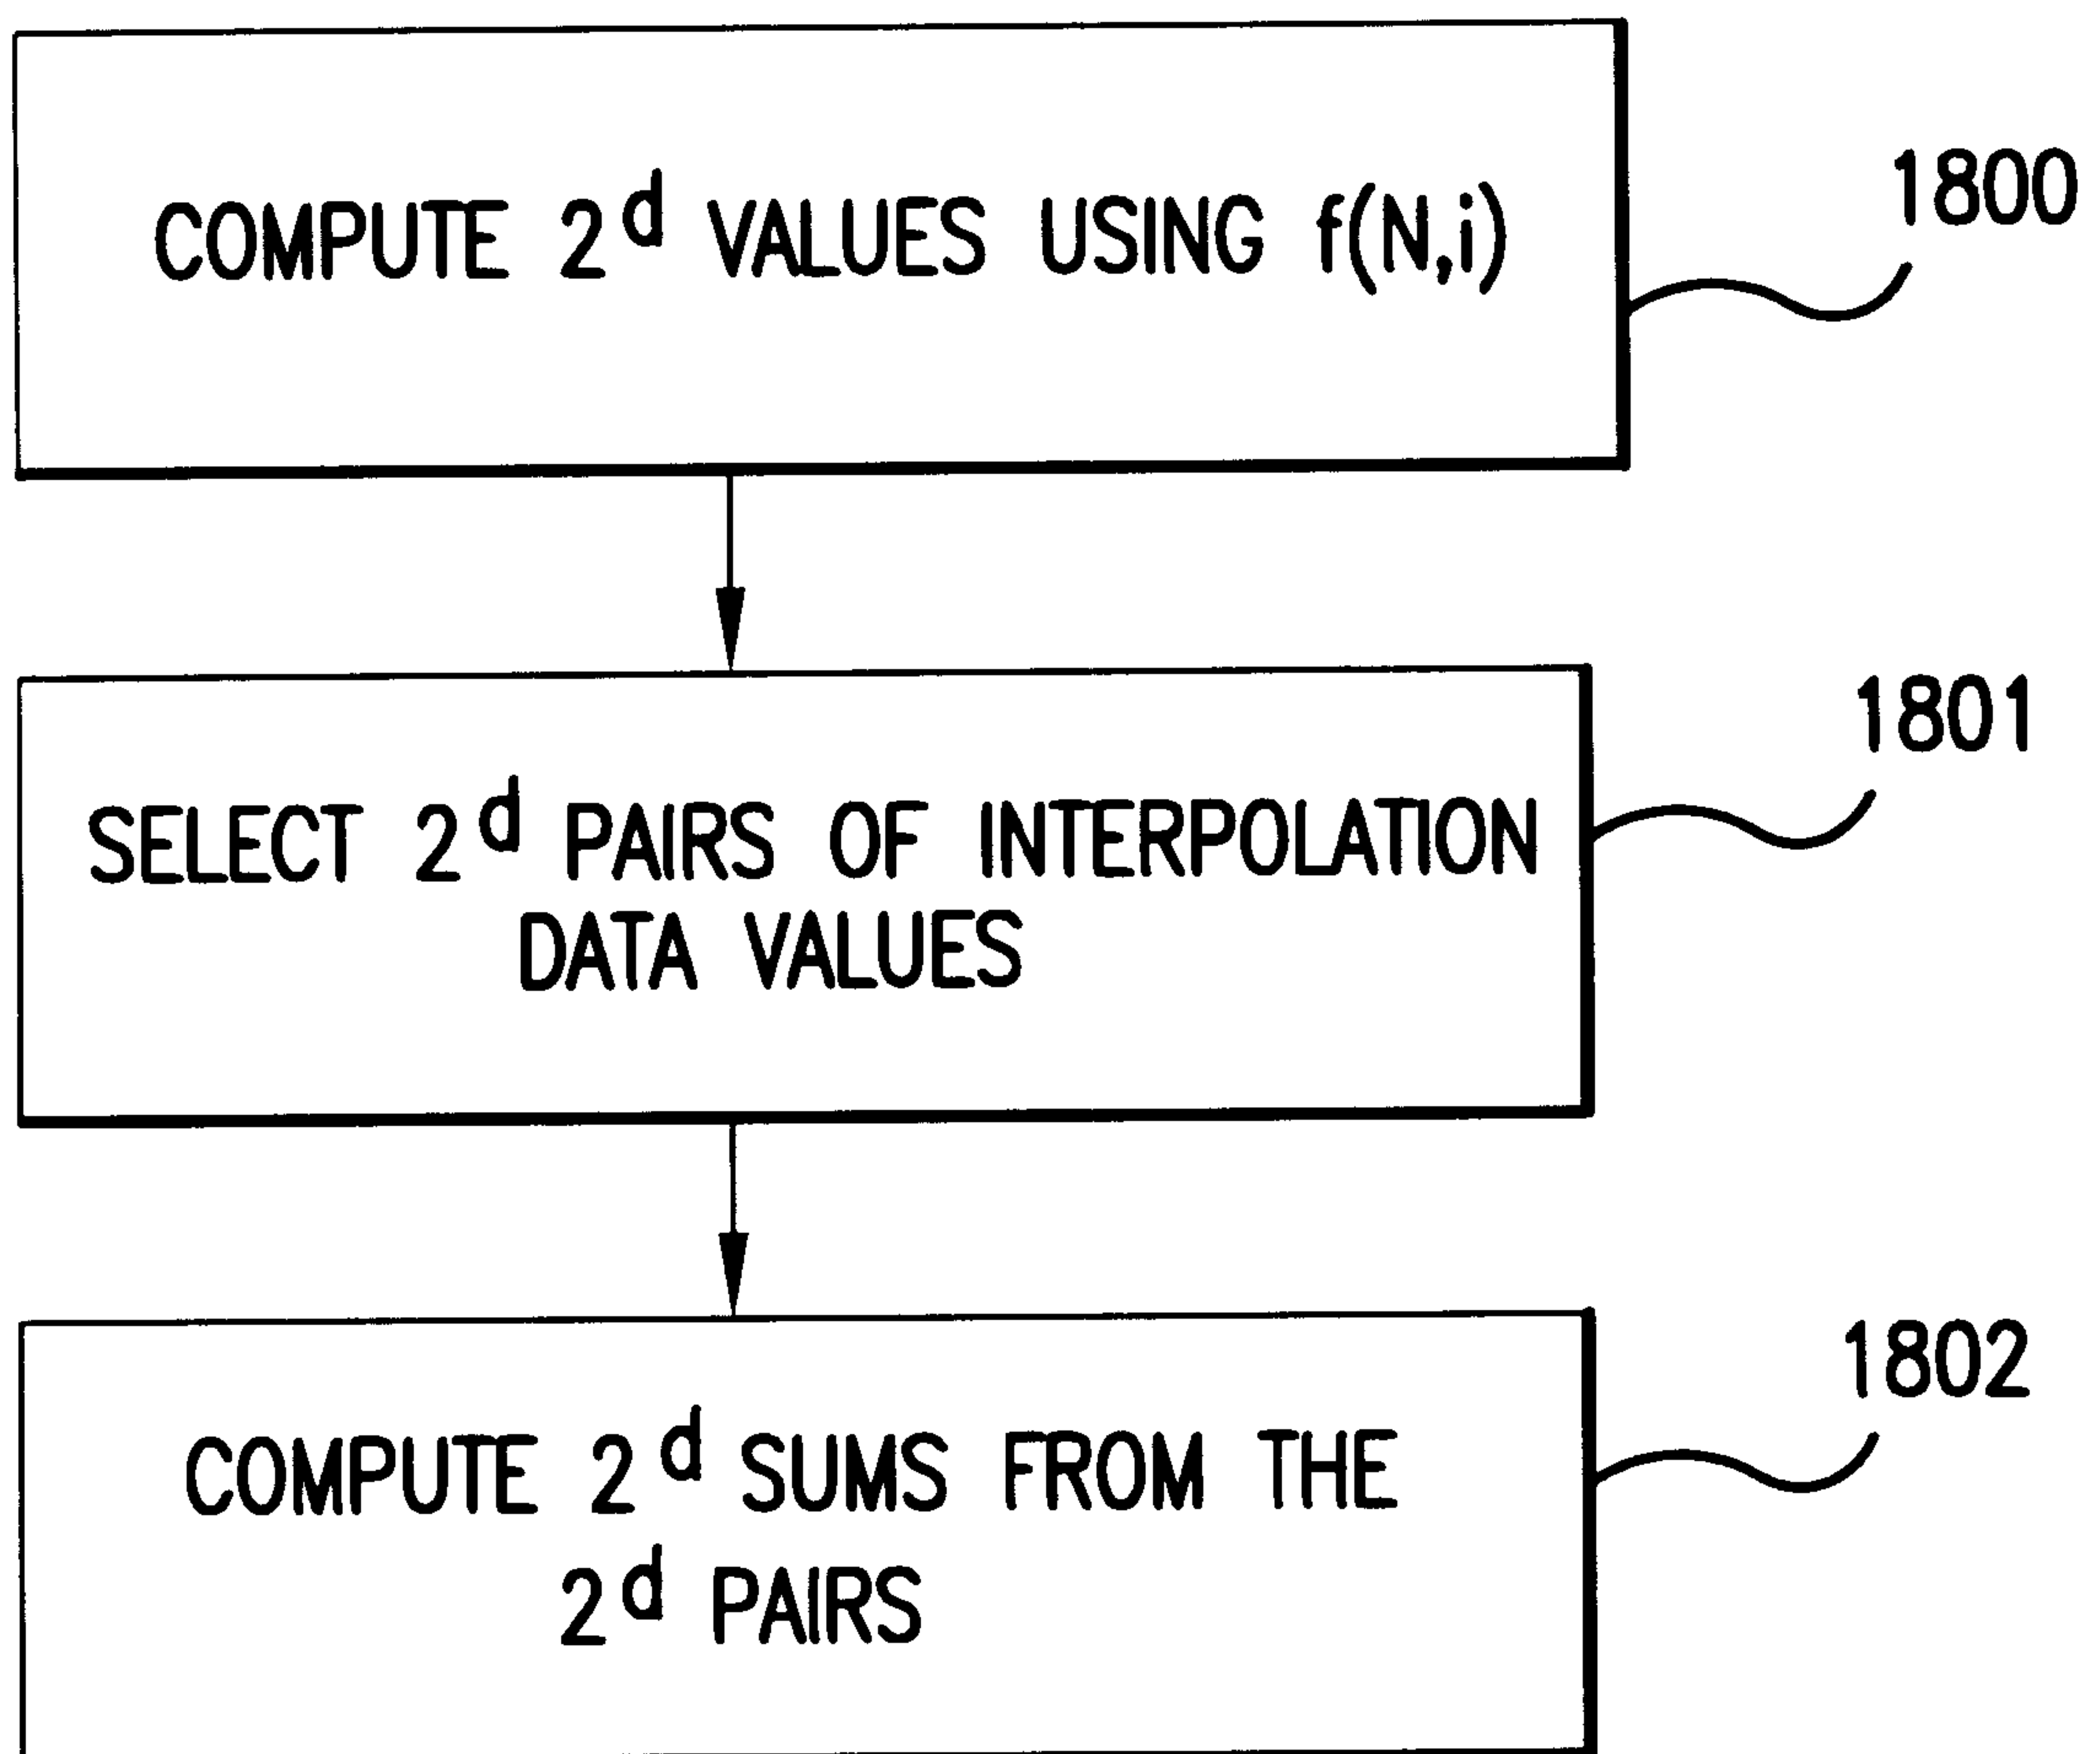 COMPUTE 2ᵈ VALUES USING f(N,i)
1800
SELECT 2ᵈ PAIRS OF INTERPOLATION
DATA VALUES
1801
COMPUTE 2ᵈ SUMS FROM THE
2ᵈ PAIRS
1802